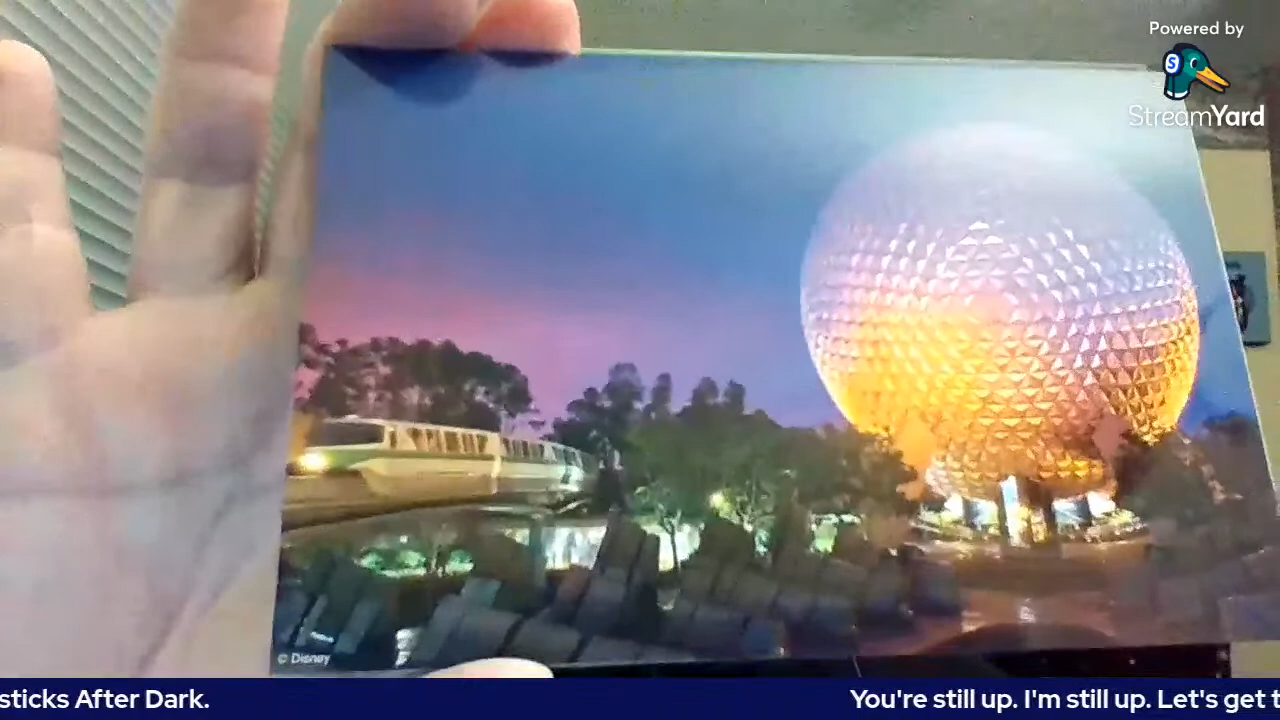 Powered by
S
StreamYard
© Disney
sticks After Dark.
You're still up. I'm still up. Let's get t